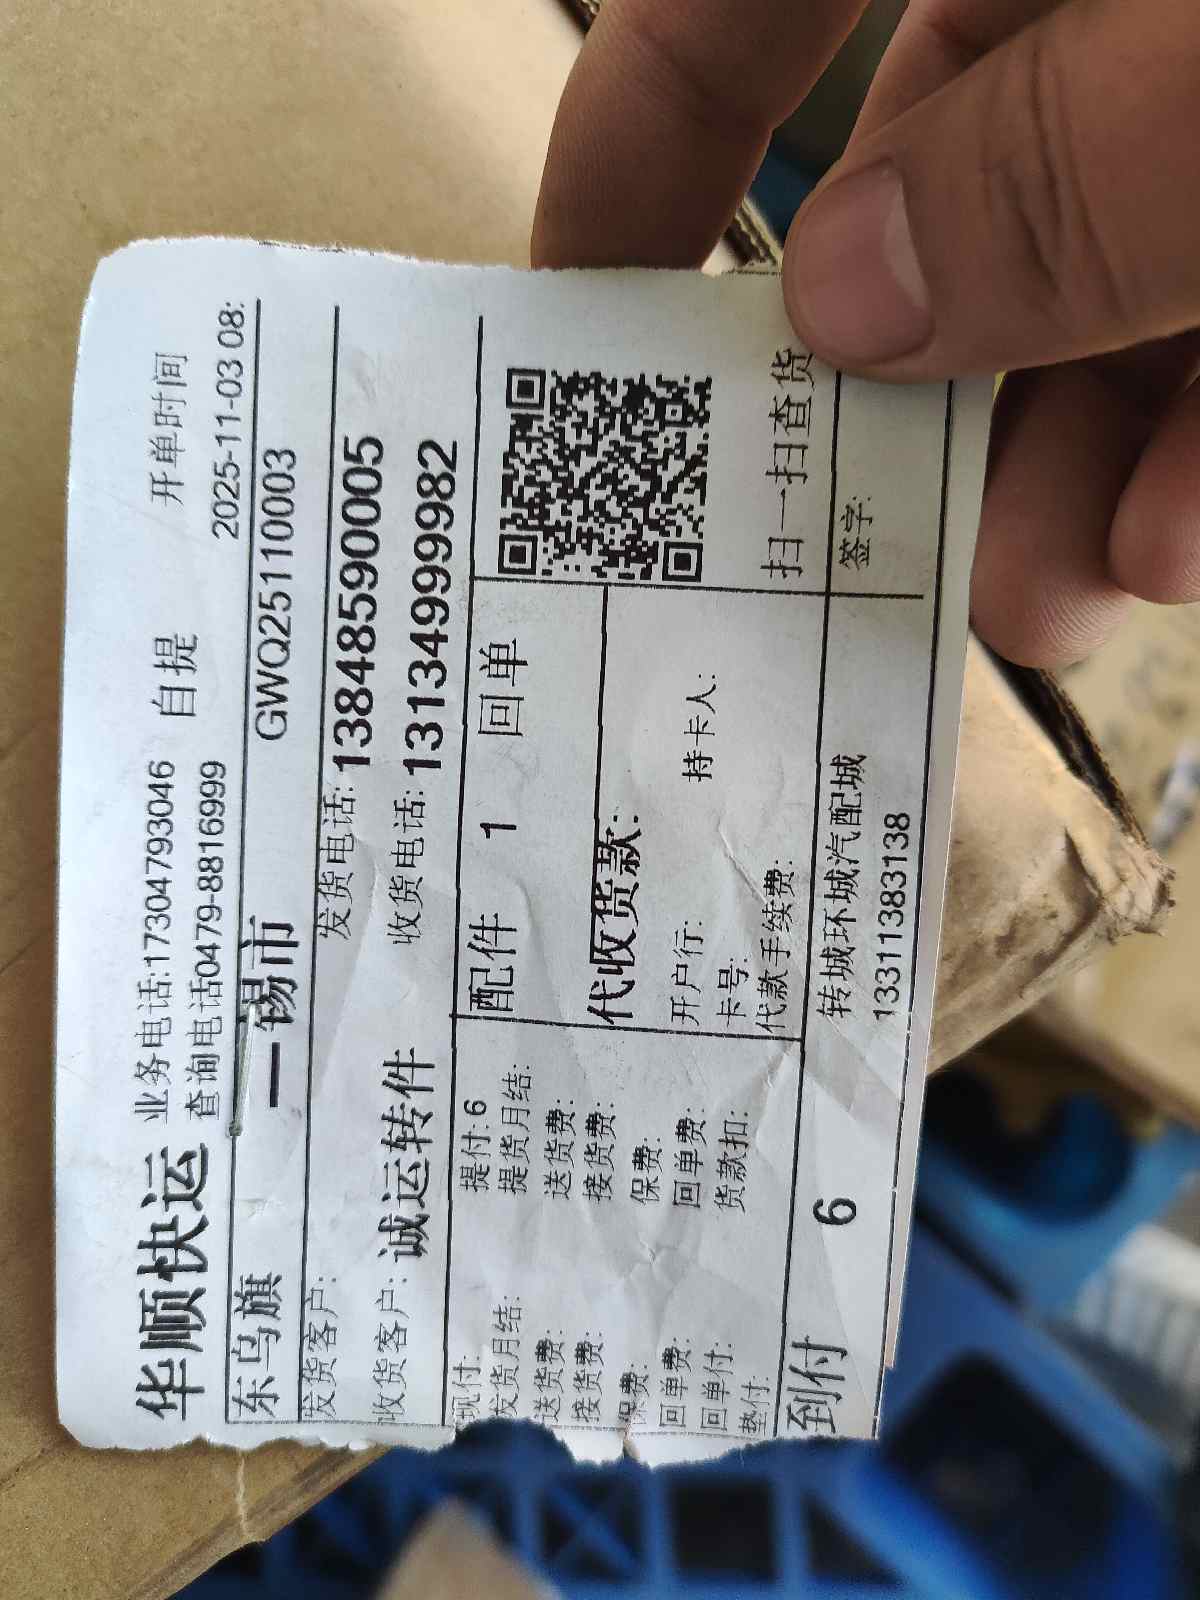 华顺快运 业务电话:17304793046 自提 开单时间
查询电话0479-8816999 2025-11-03 08:
东乌旗 一锡市 GWQ25110003
发货客户: 发货电话: 13848590005
收货客户: 诚运转件 收货电话: 13134999982
现付: 提付: 6 配件 1 回单
发货月结: 提货月结:
送货费: 送货费:
接货费: 接货费: 代收货款:
保费: 保费:
回单费: 回单费: 开户行: 持卡人:
回单付: 货款扣: 卡号:
垫付: 代款手续费: 扫一扫查货
到付 6 转城环城汽配城 签字:
13311383138